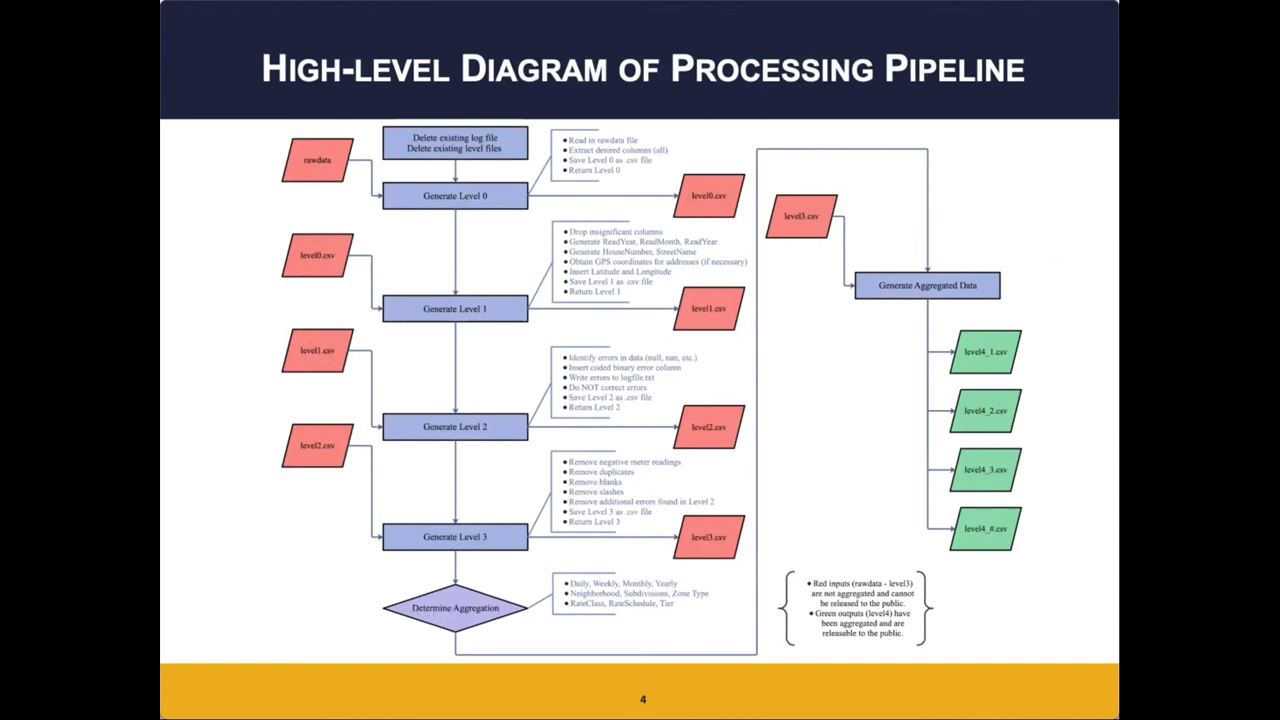 HIGH-LEVEL DIAGRAM OF PROCESSING PIPELINE
Delete existing log file
Delete existing level files
rawdata
• Read in rawdata file
• Extract desired columns (all)
• Save Level 0 as .csv file
• Return Level 0
Generate Level 0
level0.csv
level0.csv
• Drop insignificant columns
• Generate ReadYear, ReadMonth, ReadYear
• Generate HouseNumber, StreetName
• Obtain GPS coordinates for addresses (if necessary)
• Insert Latitude and Longitude
• Save Level 1 as .csv file
• Return Level 1
Generate Level 1
level1.csv
level1.csv
• Identify errors in data (null, nan, etc.)
• Insert coded binary error column
• Write errors to logfile.txt
• Do NOT correct errors
• Save Level 2 as .csv file
• Return Level 2
Generate Level 2
level2.csv
level2.csv
• Remove negative meter readings
• Remove duplicates
• Remove blanks
• Remove slashes
• Remove additional errors found in Level 2
• Save Level 3 as .csv file
• Return Level 3
Generate Level 3
level3.csv
Determine Aggregation
• Daily, Weekly, Monthly, Yearly
• Neighborhood, Subdivisions, Zone Type
• RateClass, RateSchedule, Tier
level3.csv
Generate Aggregated Data
level4_1.csv
level4_2.csv
level4_3.csv
level4_#.csv
• Red inputs (rawdata - level3)
are not aggregated and cannot
be released to the public.
• Green outputs (level4) have
been aggregated and are
releasable to the public.
4